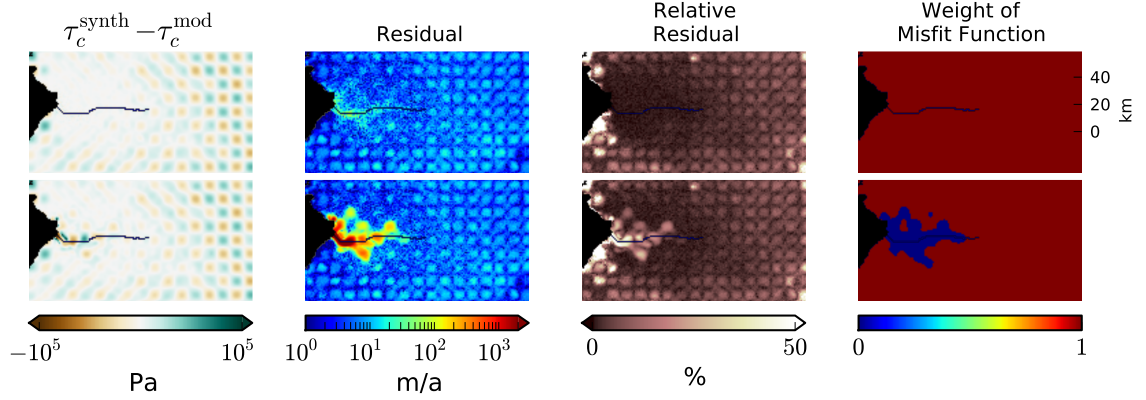 τ_c^synth − τ_c^mod
Residual
Relative
Residual
Weight of
Misfit Function
40
20
0
km
−10^5 10^5
Pa
10^0 10^1 10^2 10^3
m/a
0 50
%
0 1